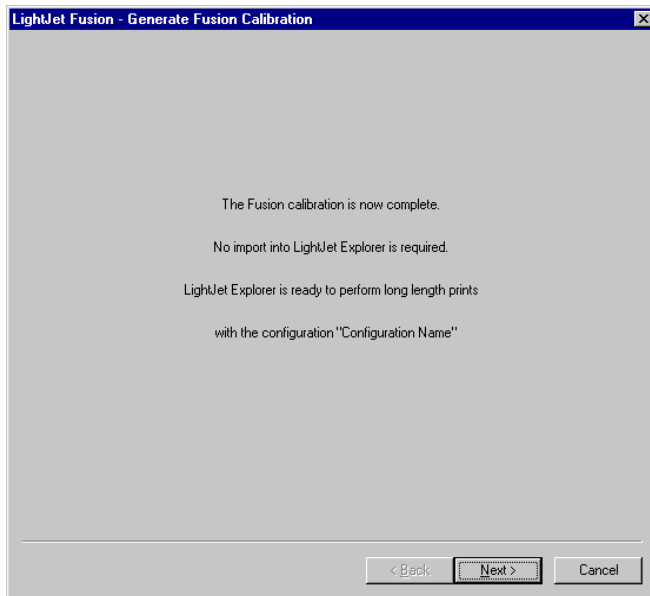 LightJet Fusion - Generate Fusion Calibration
The Fusion calibration is now complete.
No import into LightJet Explorer is required.
LightJet Explorer is ready to perform long length prints
with the configuration "Configuration Name"
< Back Next > Cancel